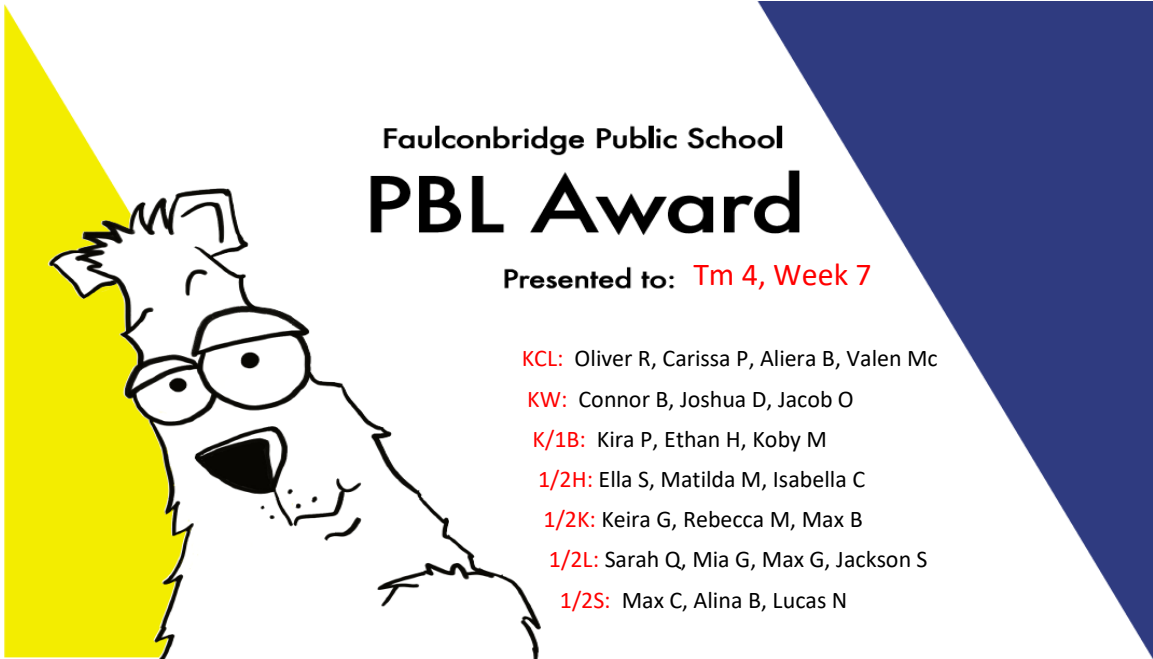 Faulconbridge Public School
PBL Award
Presented to: Tm 4, Week 7
KCL: Oliver R, Carissa P, Aliera B, Valen Mc
KW: Connor B, Joshua D, Jacob O
K/1B: Kira P, Ethan H, Koby M
1/2H: Ella S, Matilda M, Isabella C
1/2K: Keira G, Rebecca M, Max B
1/2L: Sarah Q, Mia G, Max G, Jackson S
1/2S: Max C, Alina B, Lucas N